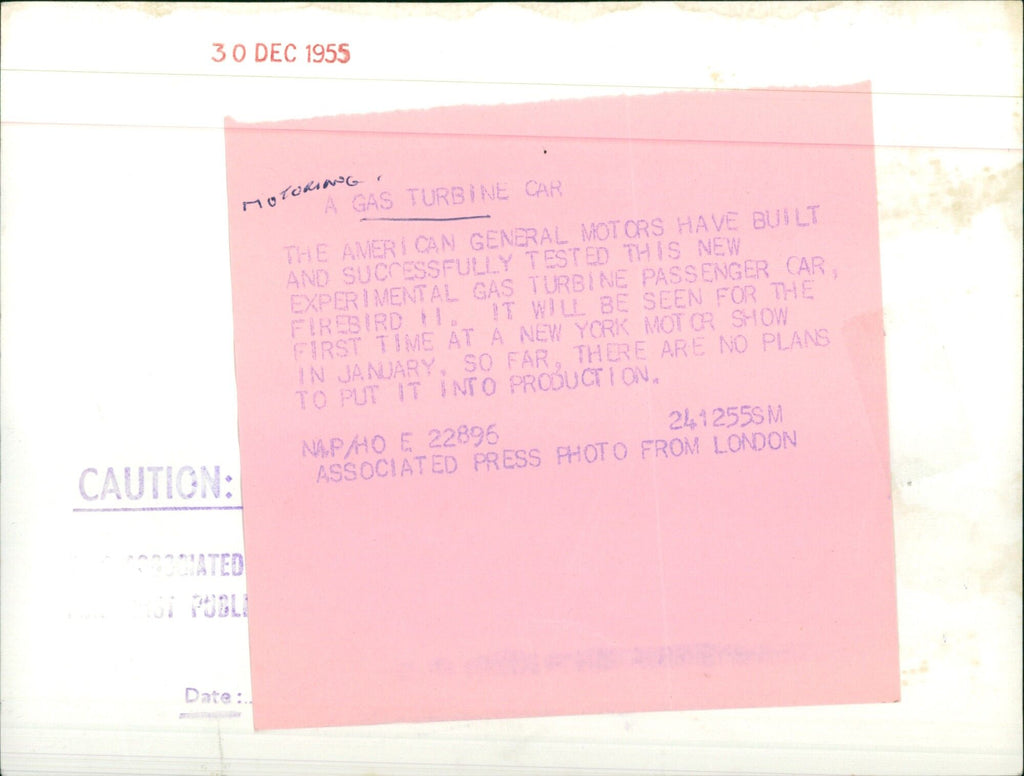 30 DEC 1955
MOTORING.
A GAS TURBINE CAR
THE AMERICAN GENERAL MOTORS HAVE BUILT
AND SUCCESSFULLY TESTED THIS NEW
EXPERIMENTAL GAS TURBINE PASSENGER CAR,
FIREBIRD II. IT WILL BE SEEN FOR THE
FIRST TIME AT A NEW YORK MOTOR SHOW
IN JANUARY. SO FAR, THERE ARE NO PLANS
TO PUT IT INTO PRODUCTION.
E 22896 241255SM
ASSOCIATED PRESS PHOTO FROM LONDON
CAUTION:
ASSOCIATED
PUBLI
Date :